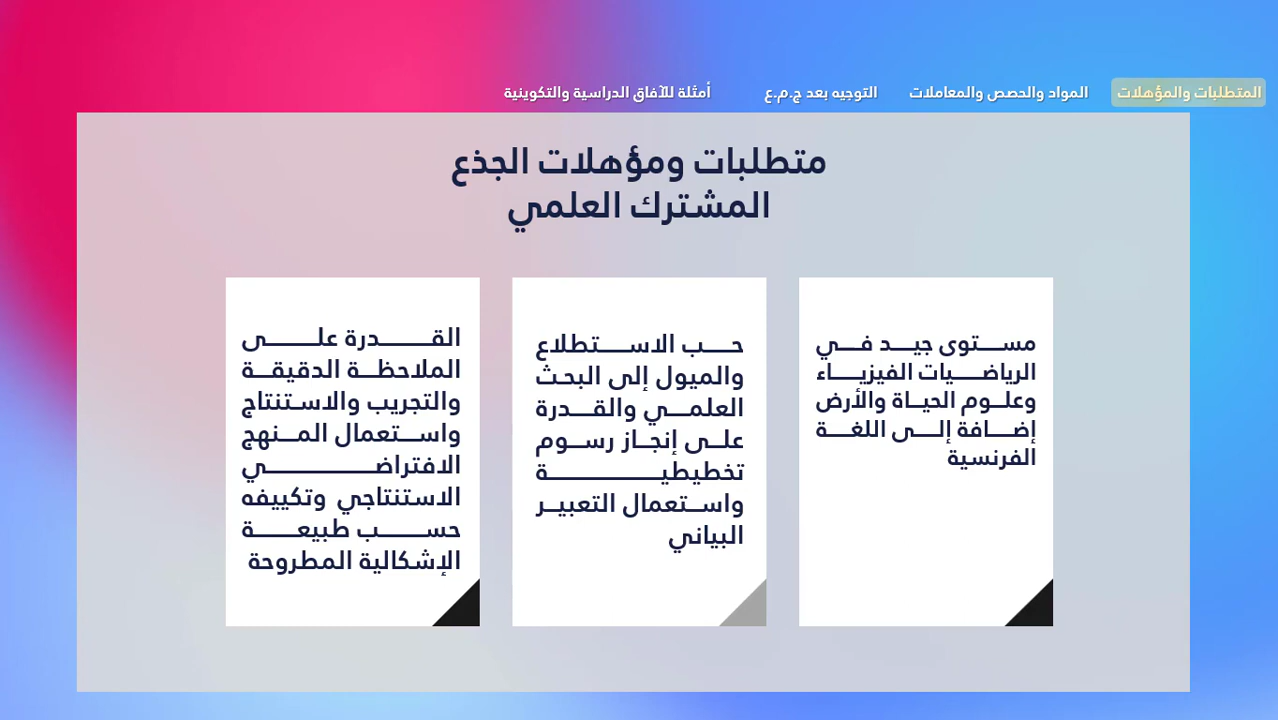 المتطلبات والمؤهلات
المواد والحصص والمعاملات
التوجيه بعد ج.م.ع
أمثلة للآفاق الدراسية والتكوينية
متطلبات ومؤهلات الجذع
المشترك العلمي
مستوى جيد في
الرياضيات الفيزياء
وعلوم الحياة والأرض
إضافة إلى اللغة
الفرنسية
حب الاستطلاع
والميول إلى البحث
العلمي والقدرة
على إنجاز رسوم
تخطيطية
واستعمال التعبير
البياني
القدرة على
الملاحظة الدقيقة
والتجريب والاستنتاج
واستعمال المنهج
الافتراضي
الاستنتاجي وتكييفه
حسب طبيعة
الإشكالية المطروحة